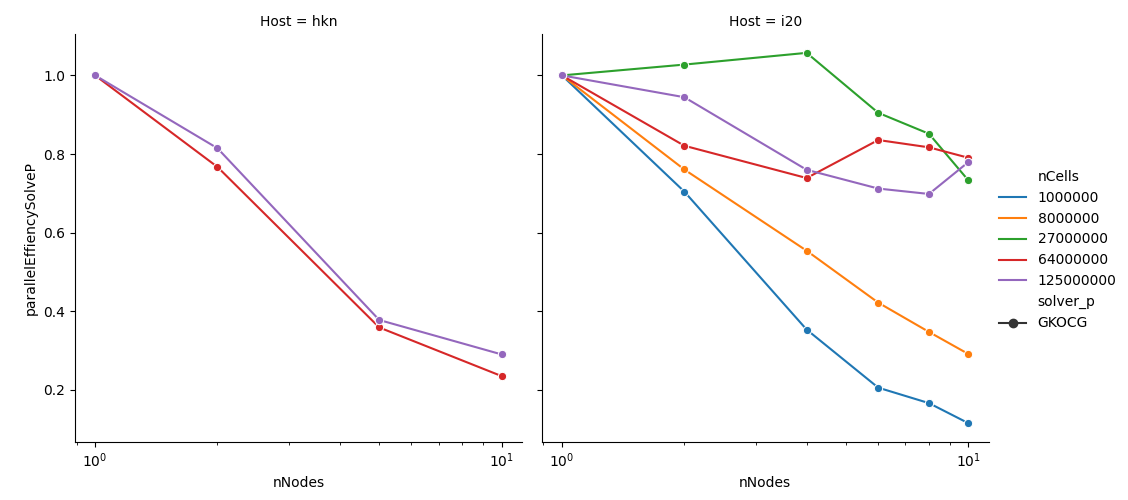 Host = hkn
Host = i20
parallelEffiencySolveP
1.0
0.8
0.6
0.4
0.2
10^0
10^1
nNodes
10^0
10^1
nNodes
nCells
1000000
8000000
27000000
64000000
125000000
solver_p
GKOCG